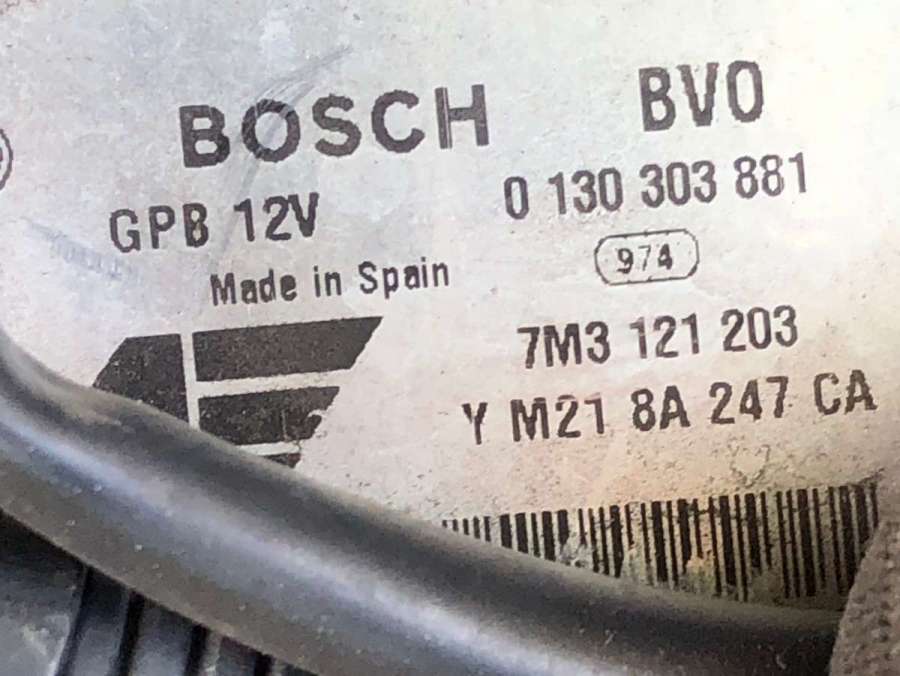 BOSCH BVO
GPB 12V 0 130 303 881
Made in Spain 974
7M3 121 203
Y M21 8A 247 CA